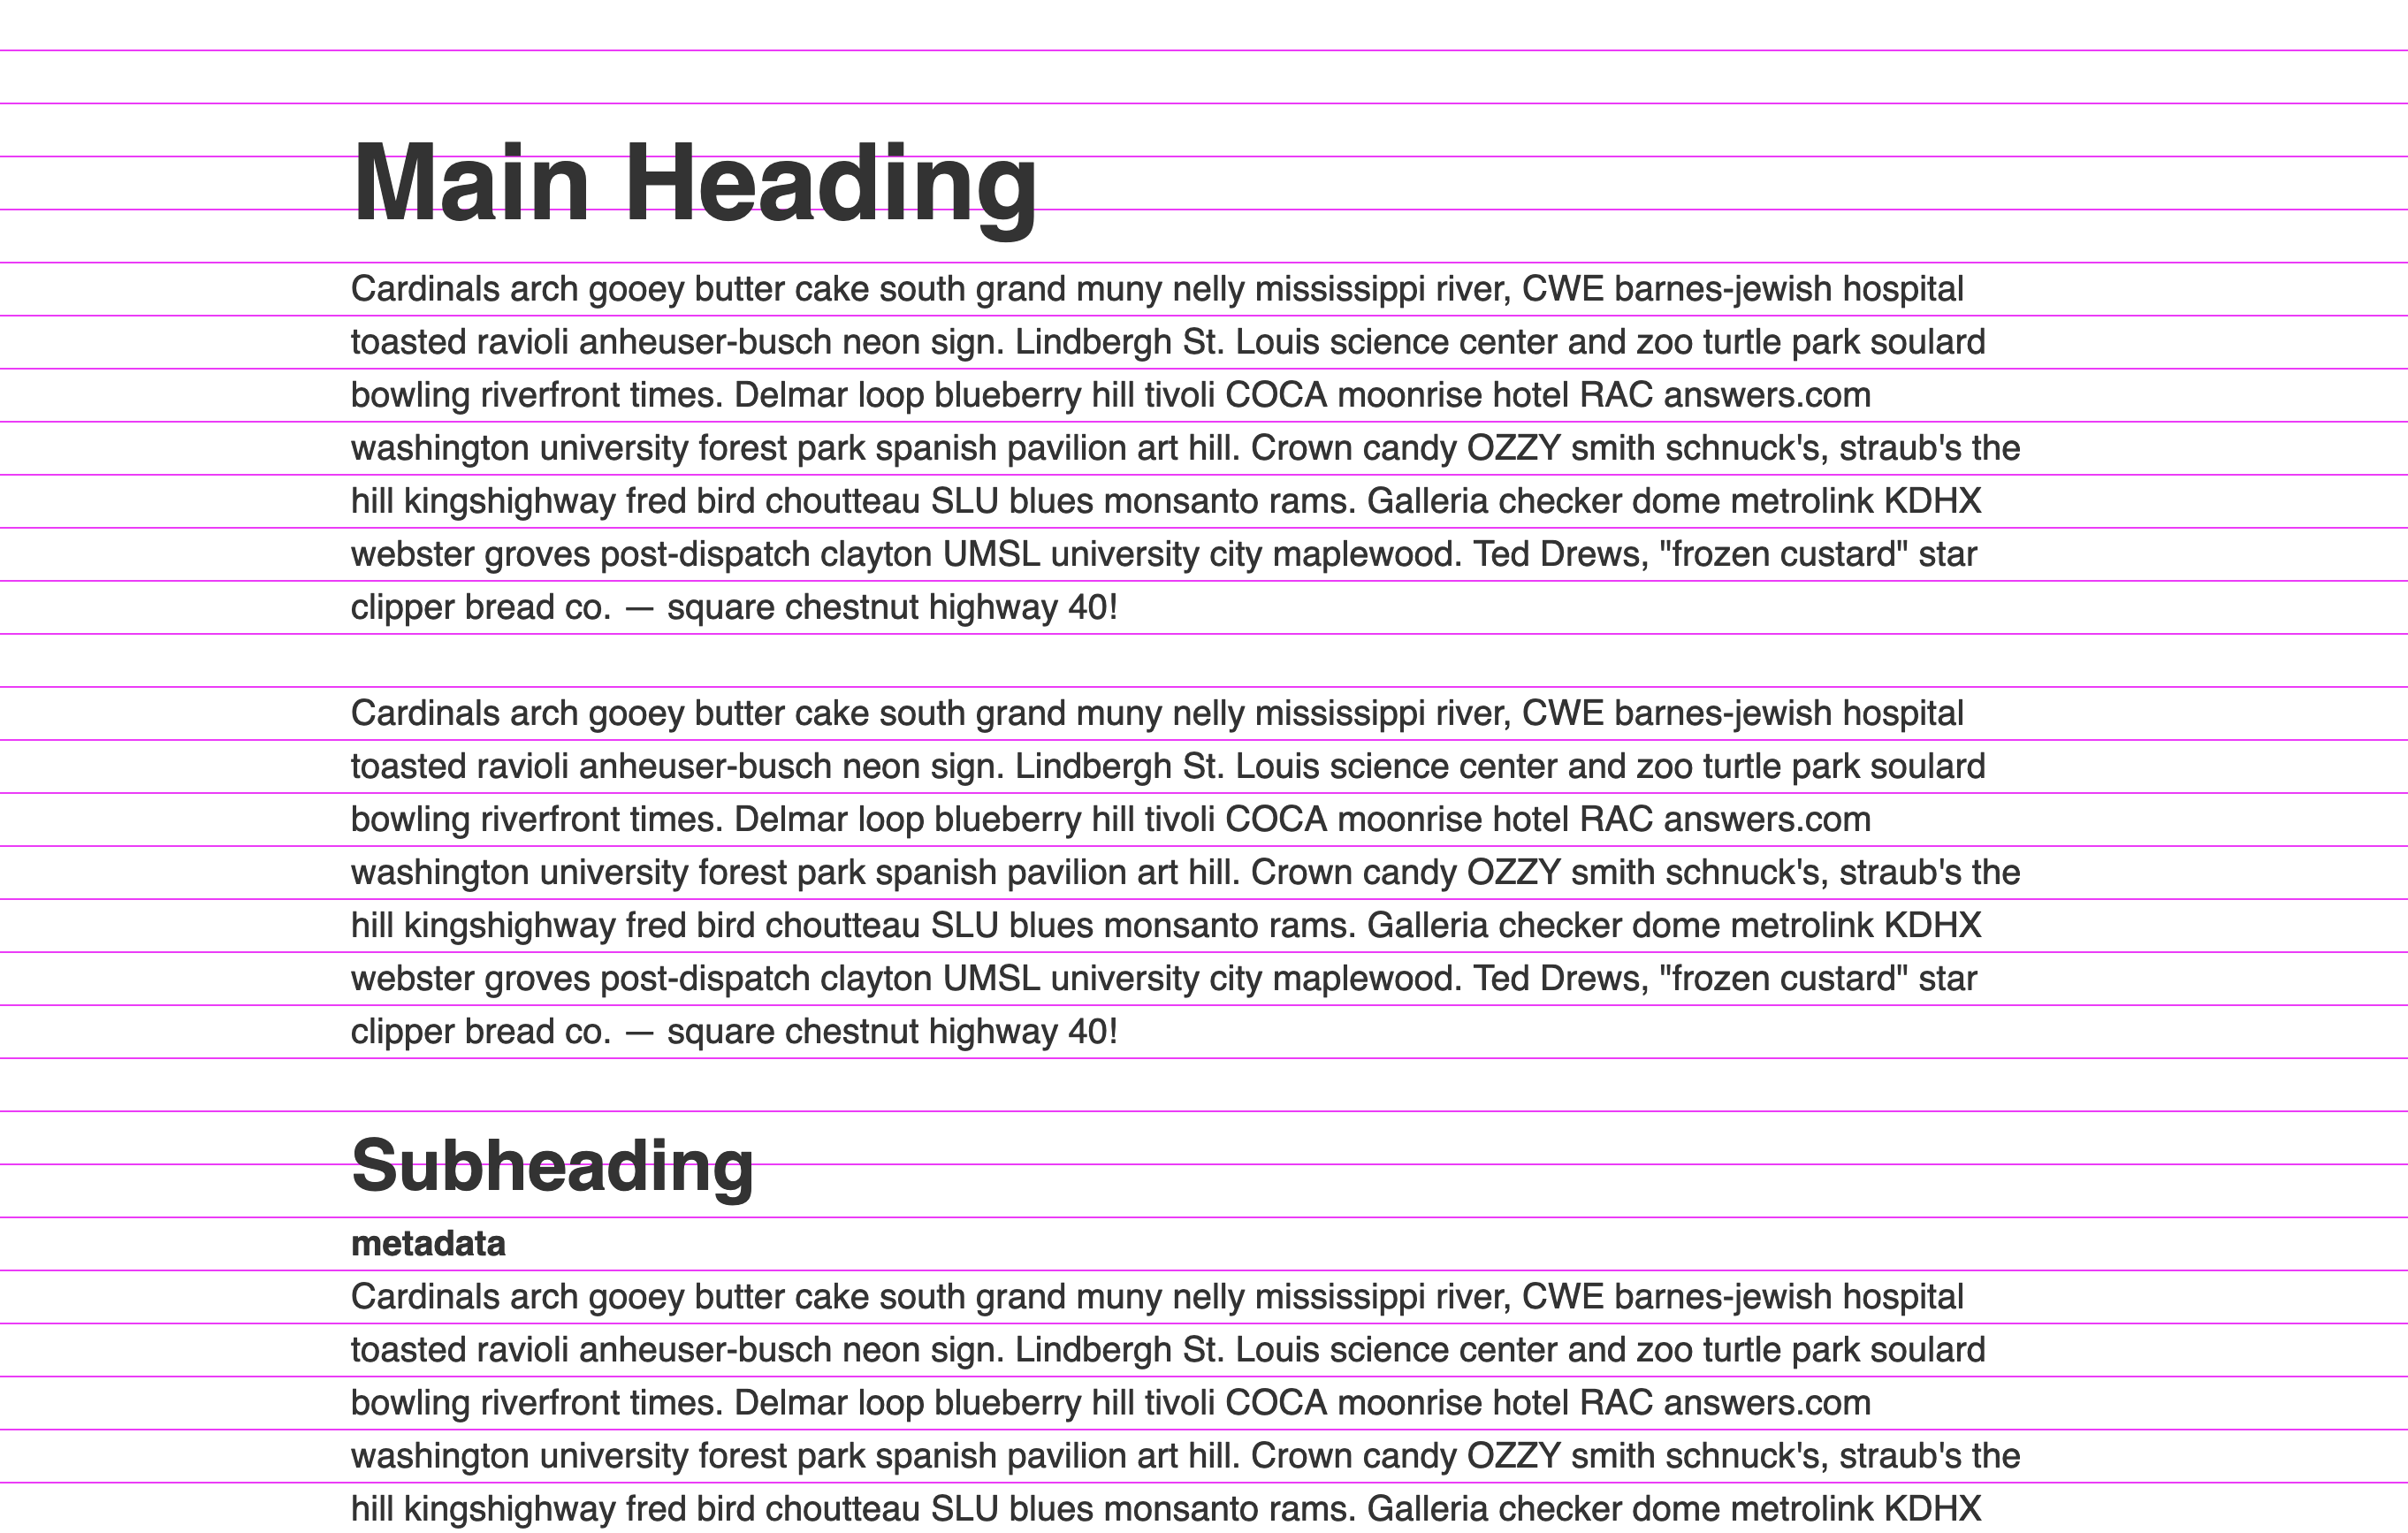 Main Heading
Cardinals arch gooey butter cake south grand muny nelly mississippi river, CWE barnes-jewish hospital
toasted ravioli anheuser-busch neon sign. Lindbergh St. Louis science center and zoo turtle park soulard
bowling riverfront times. Delmar loop blueberry hill tivoli COCA moonrise hotel RAC answers.com
washington university forest park spanish pavilion art hill. Crown candy OZZY smith schnuck's, straub's the
hill kingshighway fred bird choutteau SLU blues monsanto rams. Galleria checker dome metrolink KDHX
webster groves post-dispatch clayton UMSL university city maplewood. Ted Drews, "frozen custard" star
clipper bread co. — square chestnut highway 40!
Cardinals arch gooey butter cake south grand muny nelly mississippi river, CWE barnes-jewish hospital
toasted ravioli anheuser-busch neon sign. Lindbergh St. Louis science center and zoo turtle park soulard
bowling riverfront times. Delmar loop blueberry hill tivoli COCA moonrise hotel RAC answers.com
washington university forest park spanish pavilion art hill. Crown candy OZZY smith schnuck's, straub's the
hill kingshighway fred bird choutteau SLU blues monsanto rams. Galleria checker dome metrolink KDHX
webster groves post-dispatch clayton UMSL university city maplewood. Ted Drews, "frozen custard" star
clipper bread co. — square chestnut highway 40!
Subheading
metadata
Cardinals arch gooey butter cake south grand muny nelly mississippi river, CWE barnes-jewish hospital
toasted ravioli anheuser-busch neon sign. Lindbergh St. Louis science center and zoo turtle park soulard
bowling riverfront times. Delmar loop blueberry hill tivoli COCA moonrise hotel RAC answers.com
washington university forest park spanish pavilion art hill. Crown candy OZZY smith schnuck's, straub's the
hill kingshighway fred bird choutteau SLU blues monsanto rams. Galleria checker dome metrolink KDHX